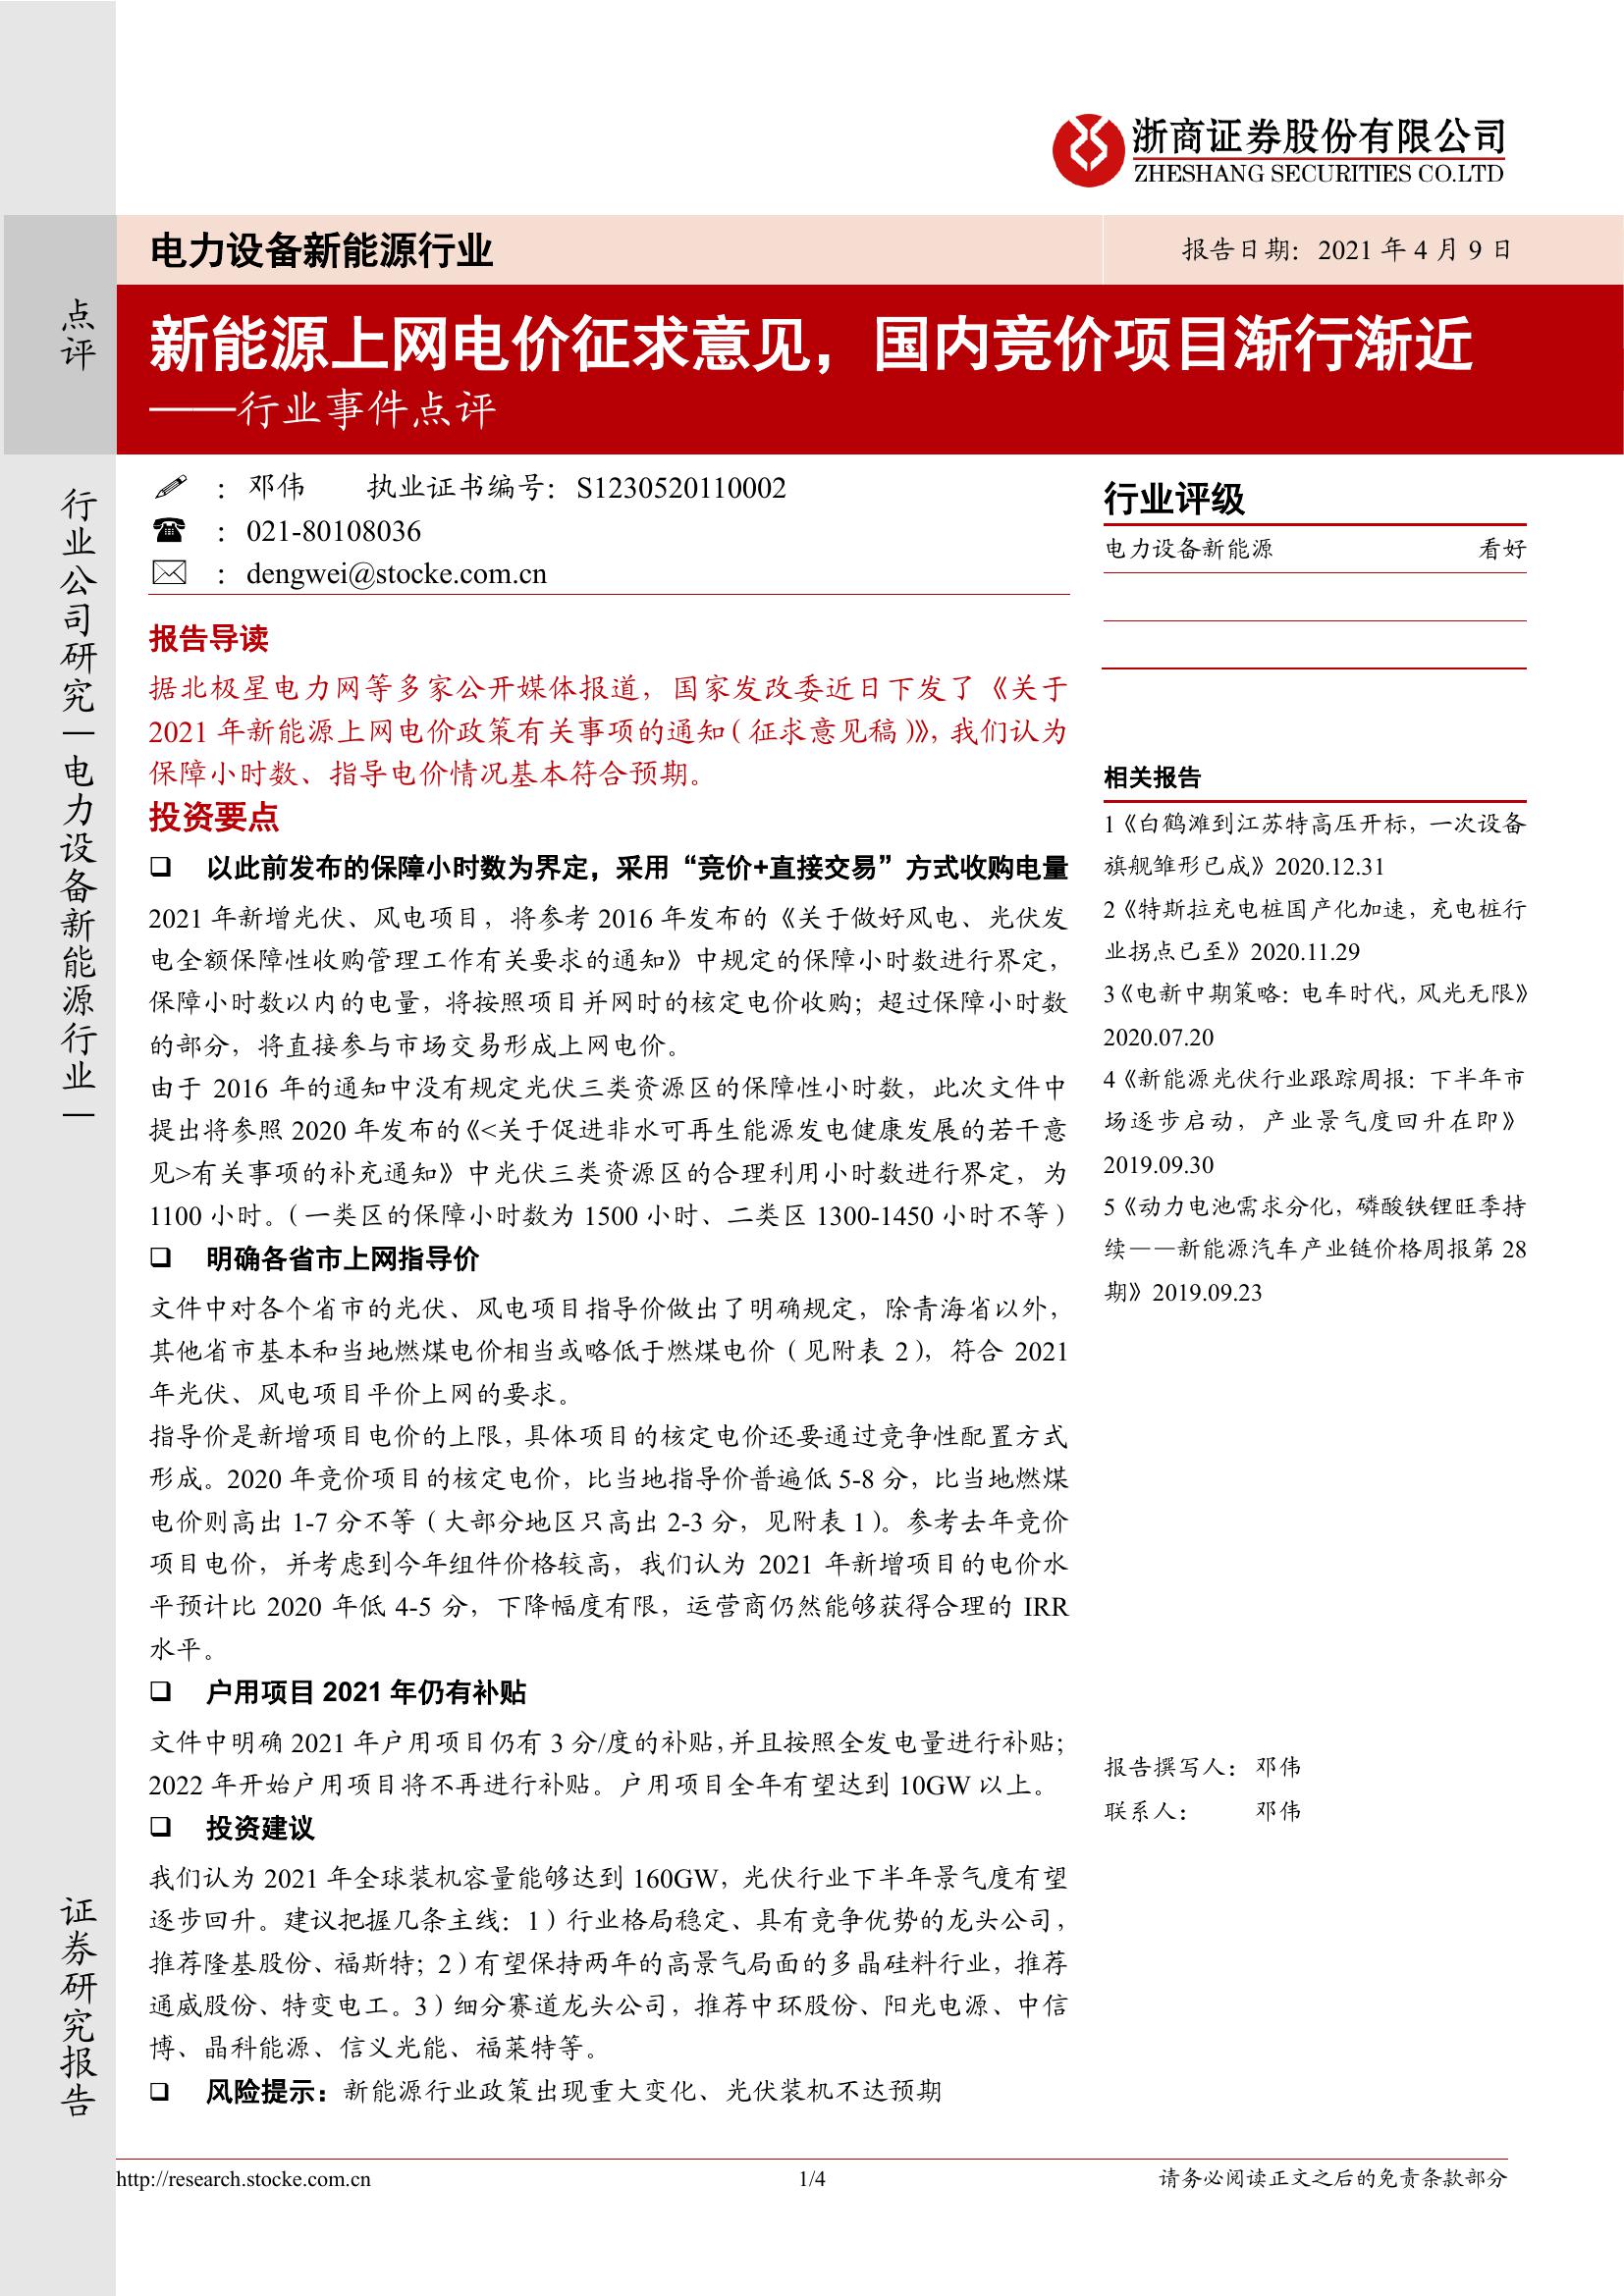 浙商证券股份有限公司
ZHESHANG SECURITIES CO.LTD
电力设备新能源行业
报告日期：2021 年 4 月 9 日
点评
新能源上网电价征求意见，国内竞价项目渐行渐近
——行业事件点评
行业公司研究｜电力设备新能源行业｜
证券研究报告
： 邓伟 执业证书编号：S1230520110002
： 021-80108036
： dengwei@stocke.com.cn
报告导读
据北极星电力网等多家公开媒体报道，国家发改委近日下发了《关于
2021 年新能源上网电价政策有关事项的通知（征求意见稿）》，我们认为
保障小时数、指导电价情况基本符合预期。
投资要点
❑ 以此前发布的保障小时数为界定，采用“竞价+直接交易”方式收购电量
2021 年新增光伏、风电项目，将参考 2016 年发布的《关于做好风电、光伏发
电全额保障性收购管理工作有关要求的通知》中规定的保障小时数进行界定，
保障小时数以内的电量，将按照项目并网时的核定电价收购；超过保障小时数
的部分，将直接参与市场交易形成上网电价。
由于 2016 年的通知中没有规定光伏三类资源区的保障性小时数，此次文件中
提出将参照 2020 年发布的《<关于促进非水可再生能源发电健康发展的若干意
见>有关事项的补充通知》中光伏三类资源区的合理利用小时数进行界定，为
1100 小时。（一类区的保障小时数为 1500 小时、二类区 1300-1450 小时不等）
❑ 明确各省市上网指导价
文件中对各个省市的光伏、风电项目指导价做出了明确规定，除青海省以外，
其他省市基本和当地燃煤电价相当或略低于燃煤电价（见附表 2），符合 2021
年光伏、风电项目平价上网的要求。
指导价是新增项目电价的上限，具体项目的核定电价还要通过竞争性配置方式
形成。2020 年竞价项目的核定电价，比当地指导价普遍低 5-8 分，比当地燃煤
电价则高出 1-7 分不等（大部分地区只高出 2-3 分，见附表 1）。参考去年竞价
项目电价，并考虑到今年组件价格较高，我们认为 2021 年新增项目的电价水
平预计比 2020 年低 4-5 分，下降幅度有限，运营商仍然能够获得合理的 IRR
水平。
❑ 户用项目 2021 年仍有补贴
文件中明确 2021 年户用项目仍有 3 分/度的补贴，并且按照全发电量进行补贴；
2022 年开始户用项目将不再进行补贴。户用项目全年有望达到 10GW 以上。
❑ 投资建议
我们认为 2021 年全球装机容量能够达到 160GW，光伏行业下半年景气度有望
逐步回升。建议把握几条主线：1）行业格局稳定、具有竞争优势的龙头公司，
推荐隆基股份、福斯特；2）有望保持两年的高景气局面的多晶硅料行业，推荐
通威股份、特变电工。3）细分赛道龙头公司，推荐中环股份、阳光电源、中信
博、晶科能源、信义光能、福莱特等。
❑ 风险提示：新能源行业政策出现重大变化、光伏装机不达预期
行业评级
电力设备新能源 看好
相关报告
1《白鹤滩到江苏特高压开标，一次设备
旗舰雏形已成》2020.12.31
2《特斯拉充电桩国产化加速，充电桩行
业拐点已至》2020.11.29
3《电新中期策略：电车时代，风光无限》
2020.07.20
4《新能源光伏行业跟踪周报：下半年市
场逐步启动，产业景气度回升在即》
2019.09.30
5《动力电池需求分化，磷酸铁锂旺季持
续——新能源汽车产业链价格周报第 28
期》2019.09.23
报告撰写人： 邓伟
联系人： 邓伟
http://research.stocke.com.cn
1/4
请务必阅读正文之后的免责条款部分